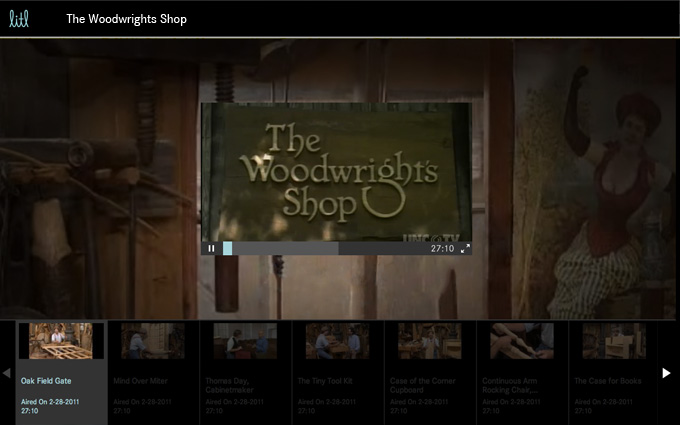 litl
The Woodwrights Shop
The
Woodwright's
Shop
UNC TV
27:10
Oak Field Gate
Aired On 2-28-2011
27:10
Mind Over Miter
Aired On 2-28-2011
27:10
Thomas Day,
Cabinetmaker
Aired On 2-28-2011
27:10
The Tiny Tool Kit
Aired On 2-28-2011
27:10
Case of the Corner
Cupboard
Aired On 2-28-2011
27:10
Continuous Arm
Rocking Chair,...
Aired On 2-28-2011
27:10
The Case for Books
Aired On 2-28-2011
27:10